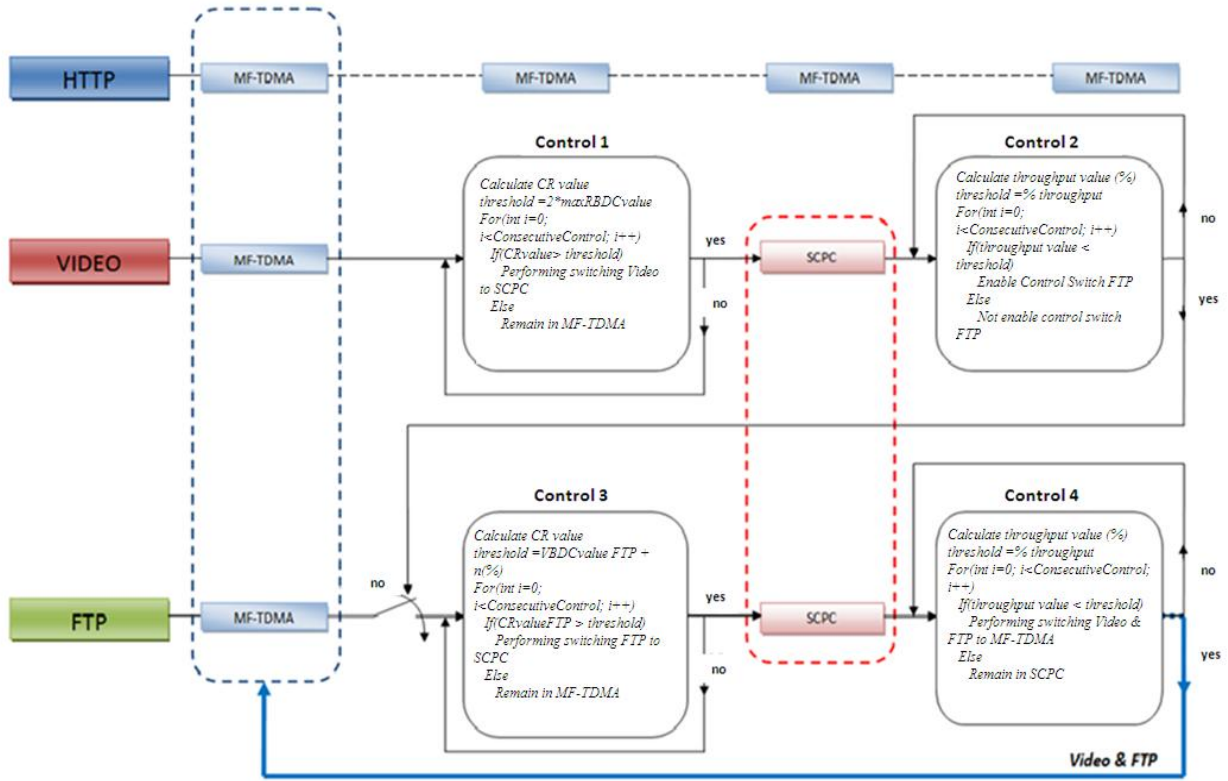 HTTP
MF-TDMA
MF-TDMA
MF-TDMA
MF-TDMA
Control 1
Control 2
VIDEO
MF-TDMA
Calculate CR value
threshold =2*maxRBDCvalue
For(int i=0;
i<ConsecutiveControl; i++)
If(CRvalue> threshold)
Performing switching Video
to SCPC
Else
Remain in MF-TDMA
yes
no
SCPC
Calculate throughput value (%)
threshold =% throughput
For(int i=0;
i<ConsecutiveControl; i++)
If(throughput value <
threshold)
Enable Control Switch FTP
Else
Not enable control switch
FTP
no
yes
Control 3
Control 4
FTP
MF-TDMA
no
Calculate CR value
threshold =VBDCvalue FTP +
n(%)
For(int i=0;
i<ConsecutiveControl; i++)
If(CRvalueFTP > threshold)
Performing switching FTP to
SCPC
Else
Remain in MF-TDMA
yes
no
SCPC
Calculate throughput value (%)
threshold =% throughput
For(int i=0; i<ConsecutiveControl;
i++)
If(throughput value < threshold)
Performing switching Video &
FTP to MF-TDMA
Else
Remain in SCPC
no
yes
Video & FTP